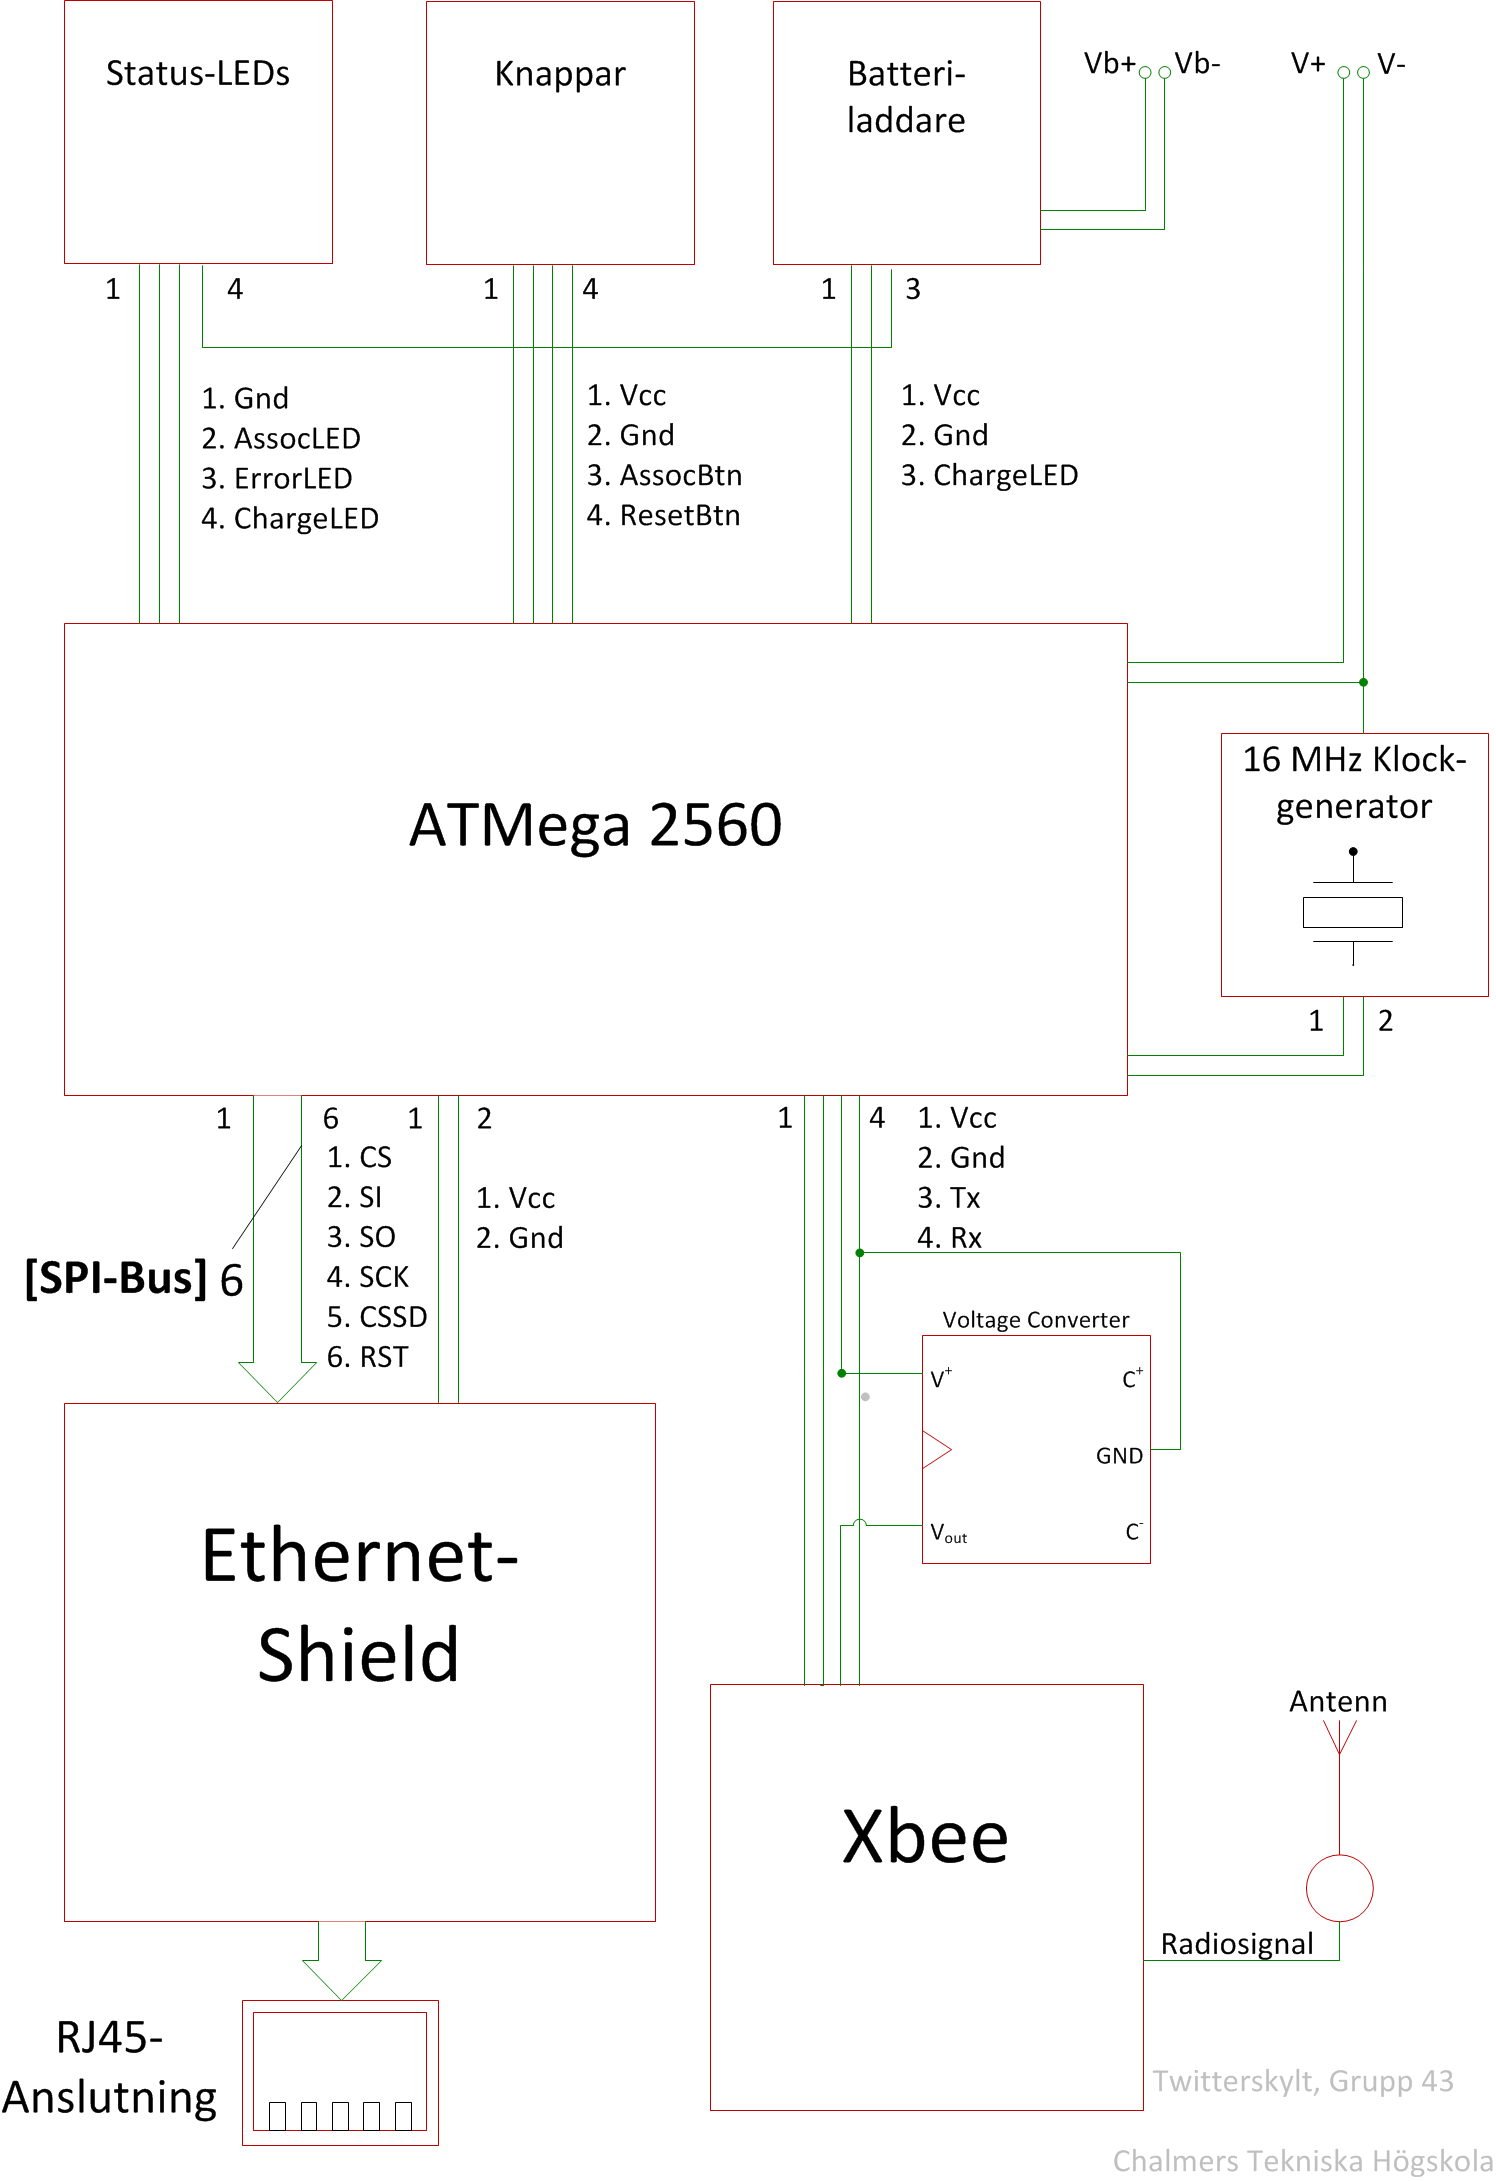 Status-LEDs
Knappar
Batteri-
laddare
Vb+
Vb-
V+
V-
1
4
1
4
1
3
1. Gnd
2. AssocLED
3. ErrorLED
4. ChargeLED
1. Vcc
2. Gnd
3. AssocBtn
4. ResetBtn
1. Vcc
2. Gnd
3. ChargeLED
ATMega 2560
16 MHz Klock-
generator
1
2
1
6
1
2
1
4
1. CS
2. SI
3. SO
4. SCK
5. CSSD
6. RST
1. Vcc
2. Gnd
1. Vcc
2. Gnd
3. Tx
4. Rx
[SPI-Bus] 6
Voltage Converter
V+
C+
GND
Vout
C-
Ethernet-
Shield
Xbee
Antenn
Radiosignal
RJ45-
Anslutning
Twitterskylt, Grupp 43
Chalmers Tekniska Högskola